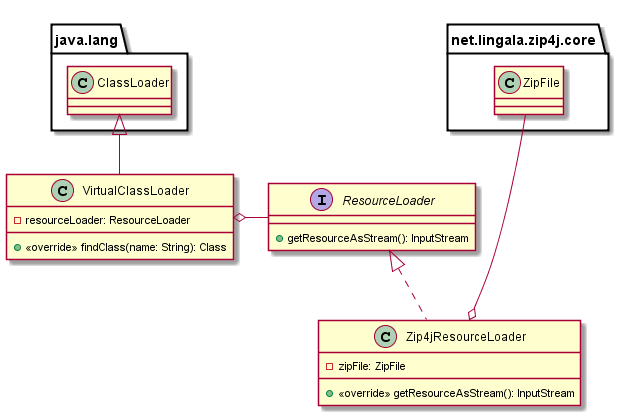 java.lang
net.lingala.zip4j.core
C ClassLoader
C ZipFile
C VirtualClassLoader
resourceLoader: ResourceLoader
«override» findClass(name: String): Class
I ResourceLoader
getResourceAsStream(): InputStream
C Zip4jResourceLoader
zipFile: ZipFile
«override» getResourceAsStream(): InputStream